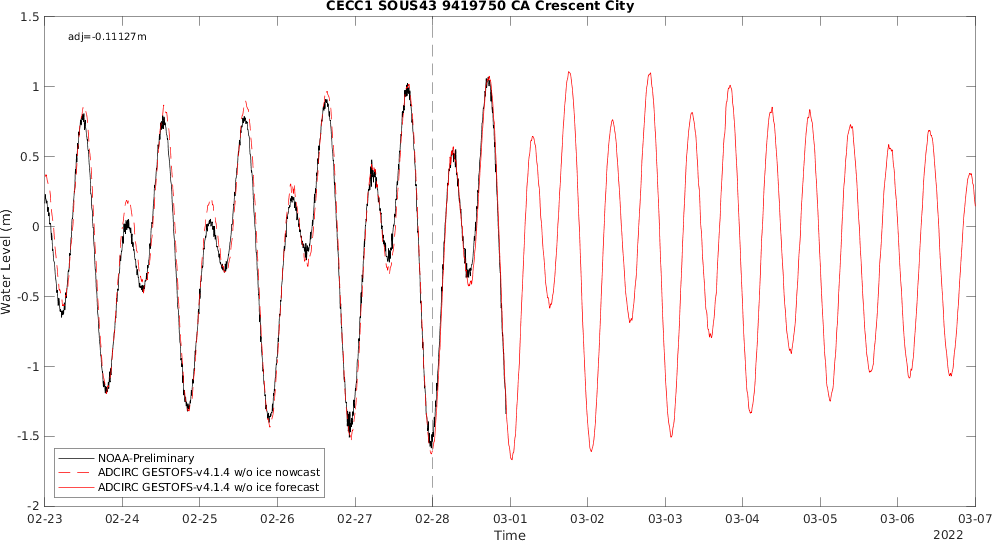 CECC1 SOUS43 9419750 CA Crescent City
adj=-0.11127m
1.5
1
0.5
0
-0.5
-1
-1.5
-2
Water Level (m)
NOAA-Preliminary
ADCIRC GESTOFS-v4.1.4 w/o ice nowcast
ADCIRC GESTOFS-v4.1.4 w/o ice forecast
02-23 02-24 02-25 02-26 02-27 02-28 03-01 03-02 03-03 03-04 03-05 03-06 03-07
Time
2022